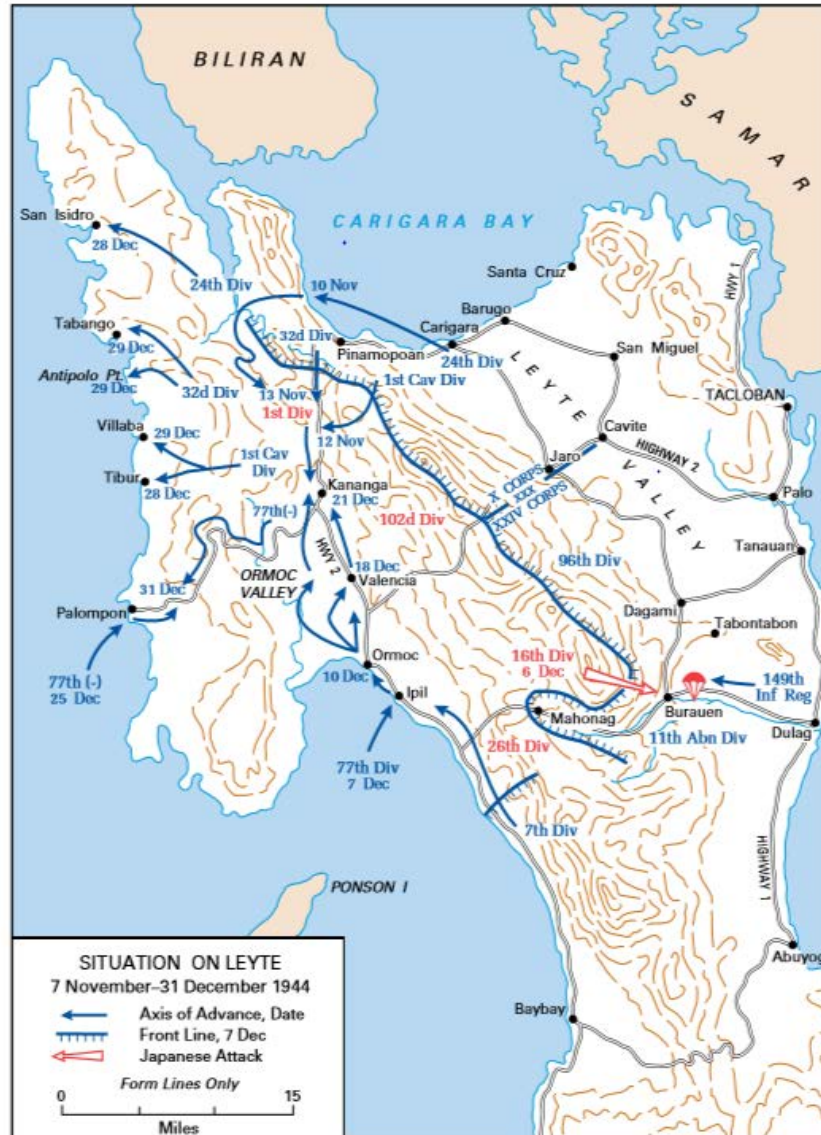 BILIRAN
SAMAR
CARIGARA BAY
San Isidro
28 Dec
24th Div
10 Nov
Santa Cruz
HWY 1
Barugo
Carigara
Tabango
32d Div
Pinamopoan
24th Div
LEYTE
San Miguel
29 Dec
Antipolo Pt.
29 Dec
32d Div
13 Nov
1st Div
1st Cav Div
TACLOBAN
Villaba
29 Dec
12 Nov
Cavite
HIGHWAY 2
Jaro
VALLEY
1st Cav
Div
Tibur
28 Dec
Kananga
21 Dec
X CORPS
XXX
XXIV CORPS
Palo
77th(-)
102d Div
HWY 2
96th Div
Tanauan
ORMOC
VALLEY
18 Dec
Valencia
31 Dec
Palompon
Dagami
Tabontabon
77th (-)
25 Dec
Ormoc
10 Dec
Ipil
16th Div
6 Dec
149th
Inf Reg
Burauen
Mahonag
11th Abn Div
Dulag
26th Div
77th Div
7 Dec
7th Div
HIGHWAY 1
PONSON I
Abuyog
Baybay
SITUATION ON LEYTE
7 November–31 December 1944
Axis of Advance, Date
Front Line, 7 Dec
Japanese Attack
Form Lines Only
0 15
Miles